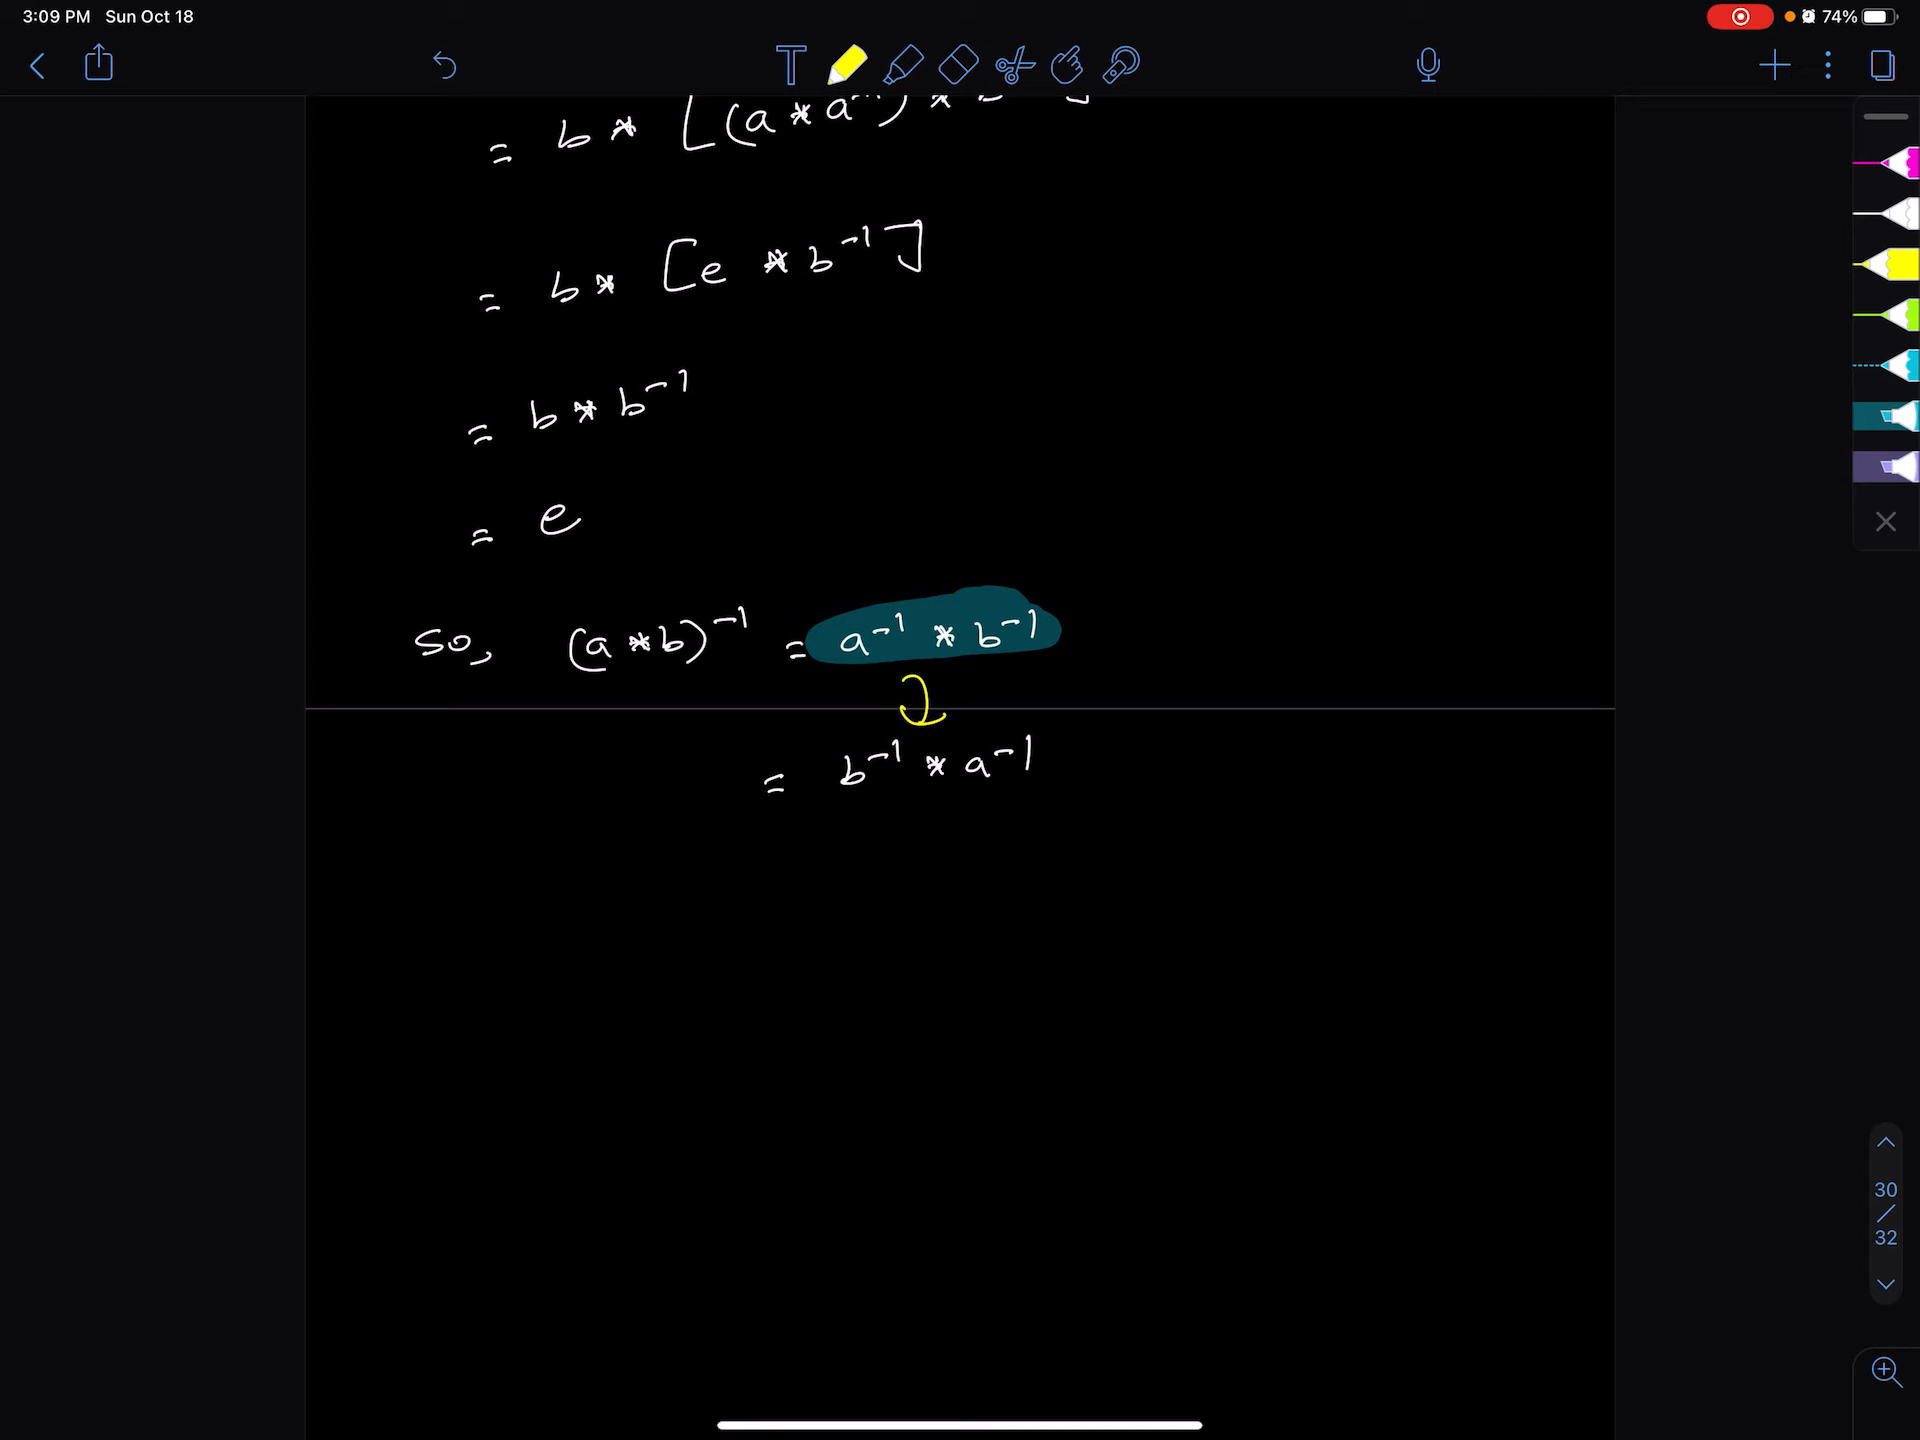 3:09 PM Sun Oct 18
74%
= b * [(a * a
= b * [e * b⁻¹]
= b * b⁻¹
= e
So, (a * b)⁻¹ = a⁻¹ * b⁻¹
= b⁻¹ * a⁻¹
30
/
32